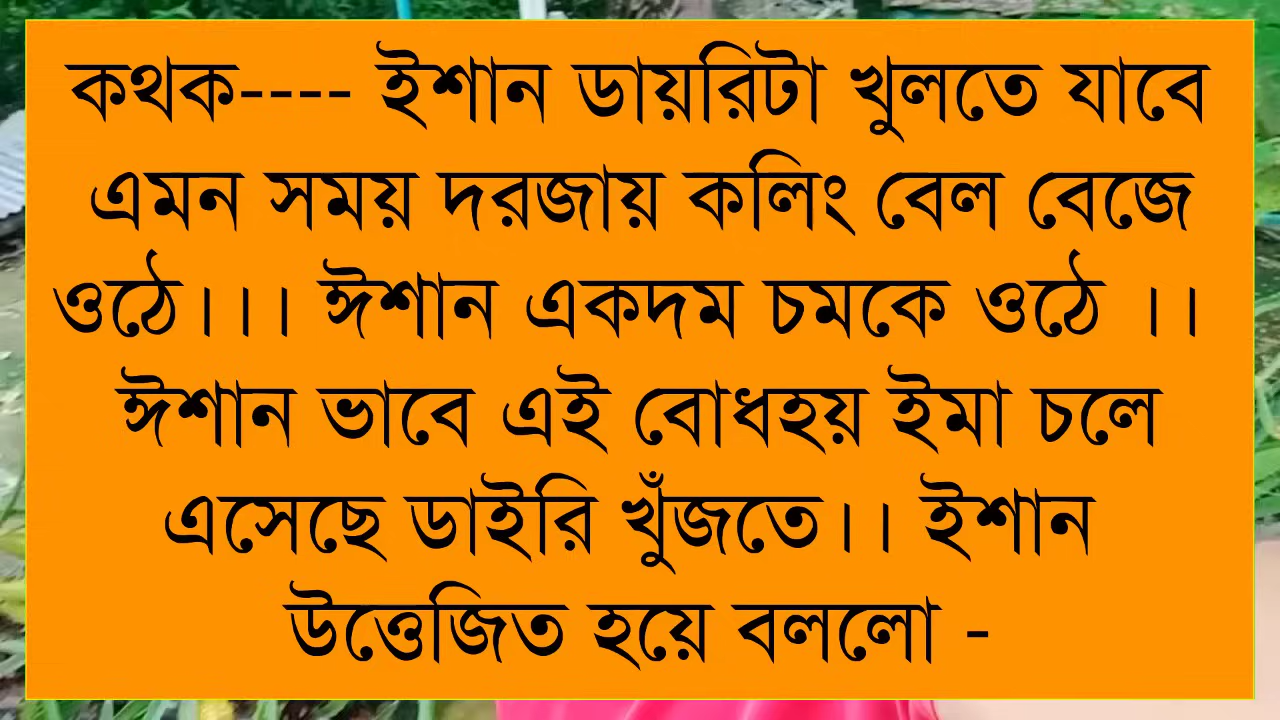 কথক---- ইশান ডায়রিটা খুলতে যাবে
এমন সময় দরজায় কলিং বেল বেজে
ওঠে।।। ঈশান একদম চমকে ওঠে ।।
ঈশান ভাবে এই বোধহয় ইমা চলে
এসেছে ডাইরি খুঁজতে।। ইশান
উত্তেজিত হয়ে বললো -